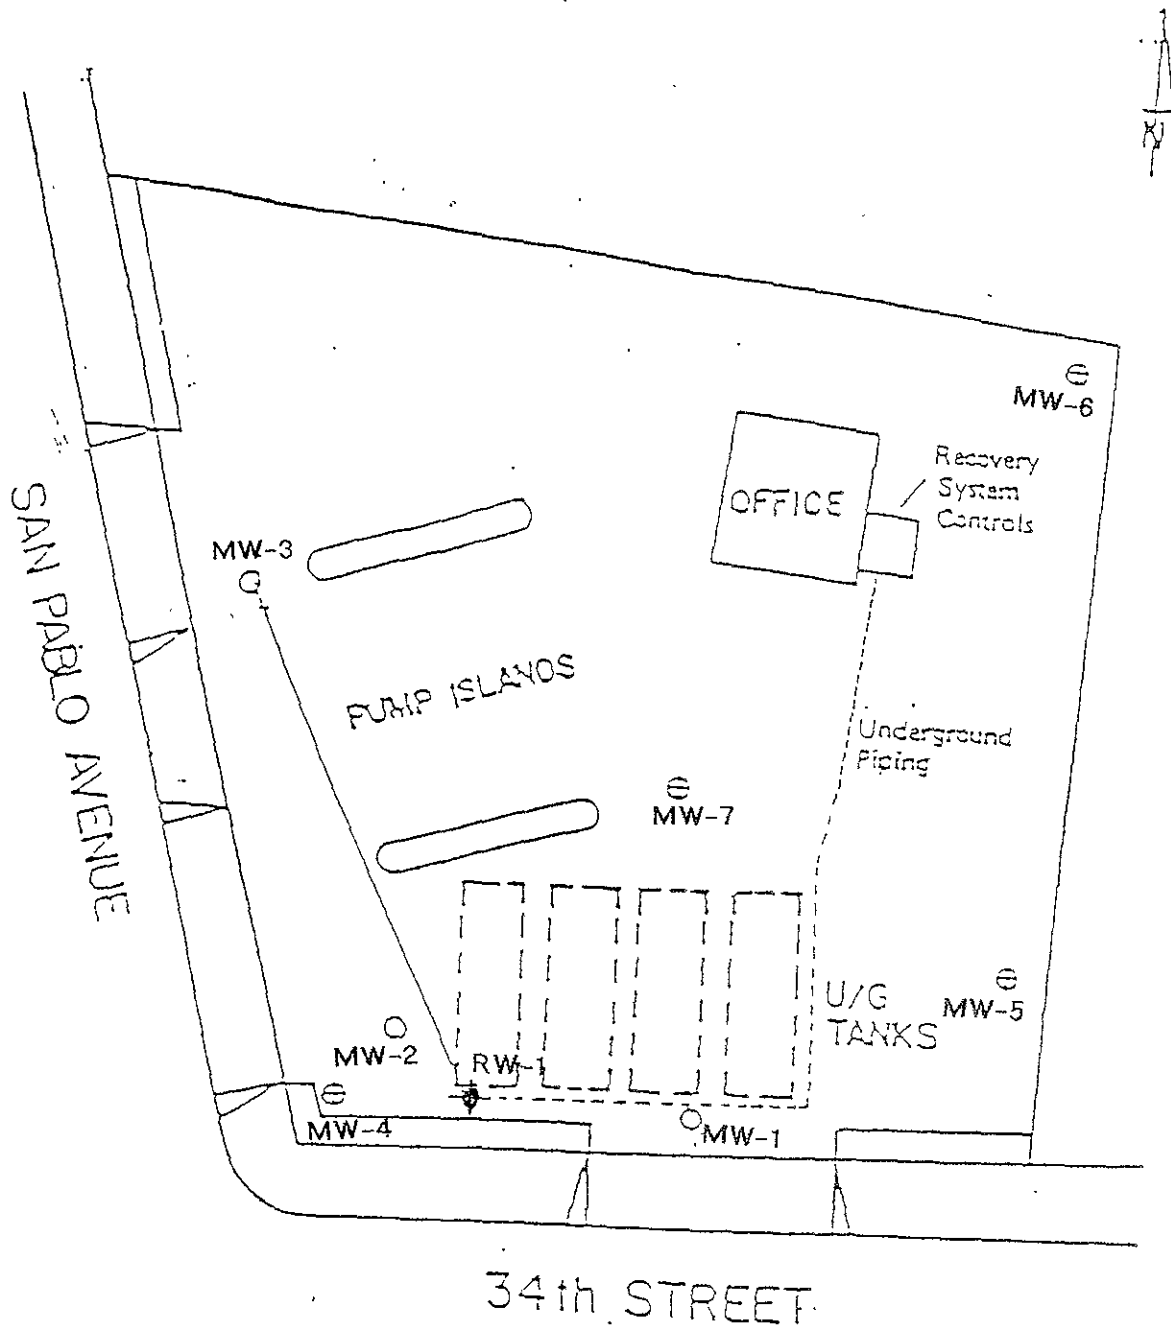 MW-6
Recovery
System
Controls
OFFICE
MW-3
SAN PABLO AVENUE
PUMP ISLANDS
Underground
Piping
MW-7
U/G
TANKS
MW-5
MW-2
RW-1
MW-4
MW-1
34th STREET